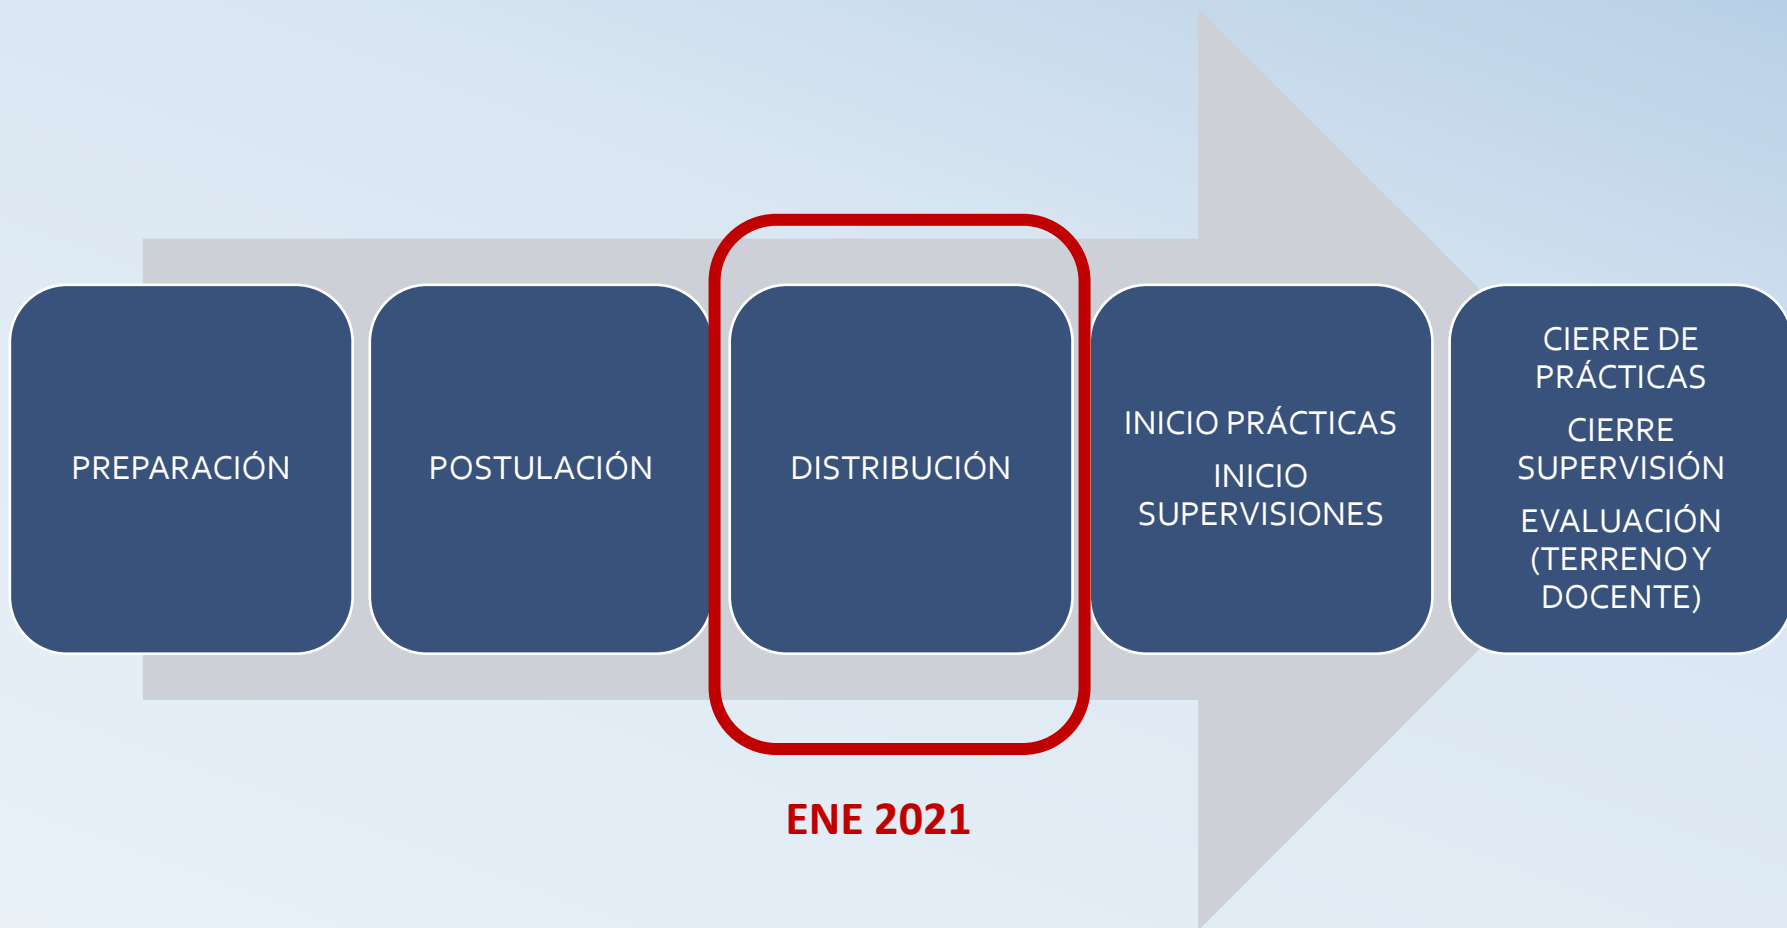 PREPARACIÓN
POSTULACIÓN
DISTRIBUCIÓN
INICIO PRÁCTICAS
INICIO
SUPERVISIONES
CIERRE DE
PRÁCTICAS
CIERRE
SUPERVISIÓN
EVALUACIÓN
(TERRENO Y
DOCENTE)
ENE 2021